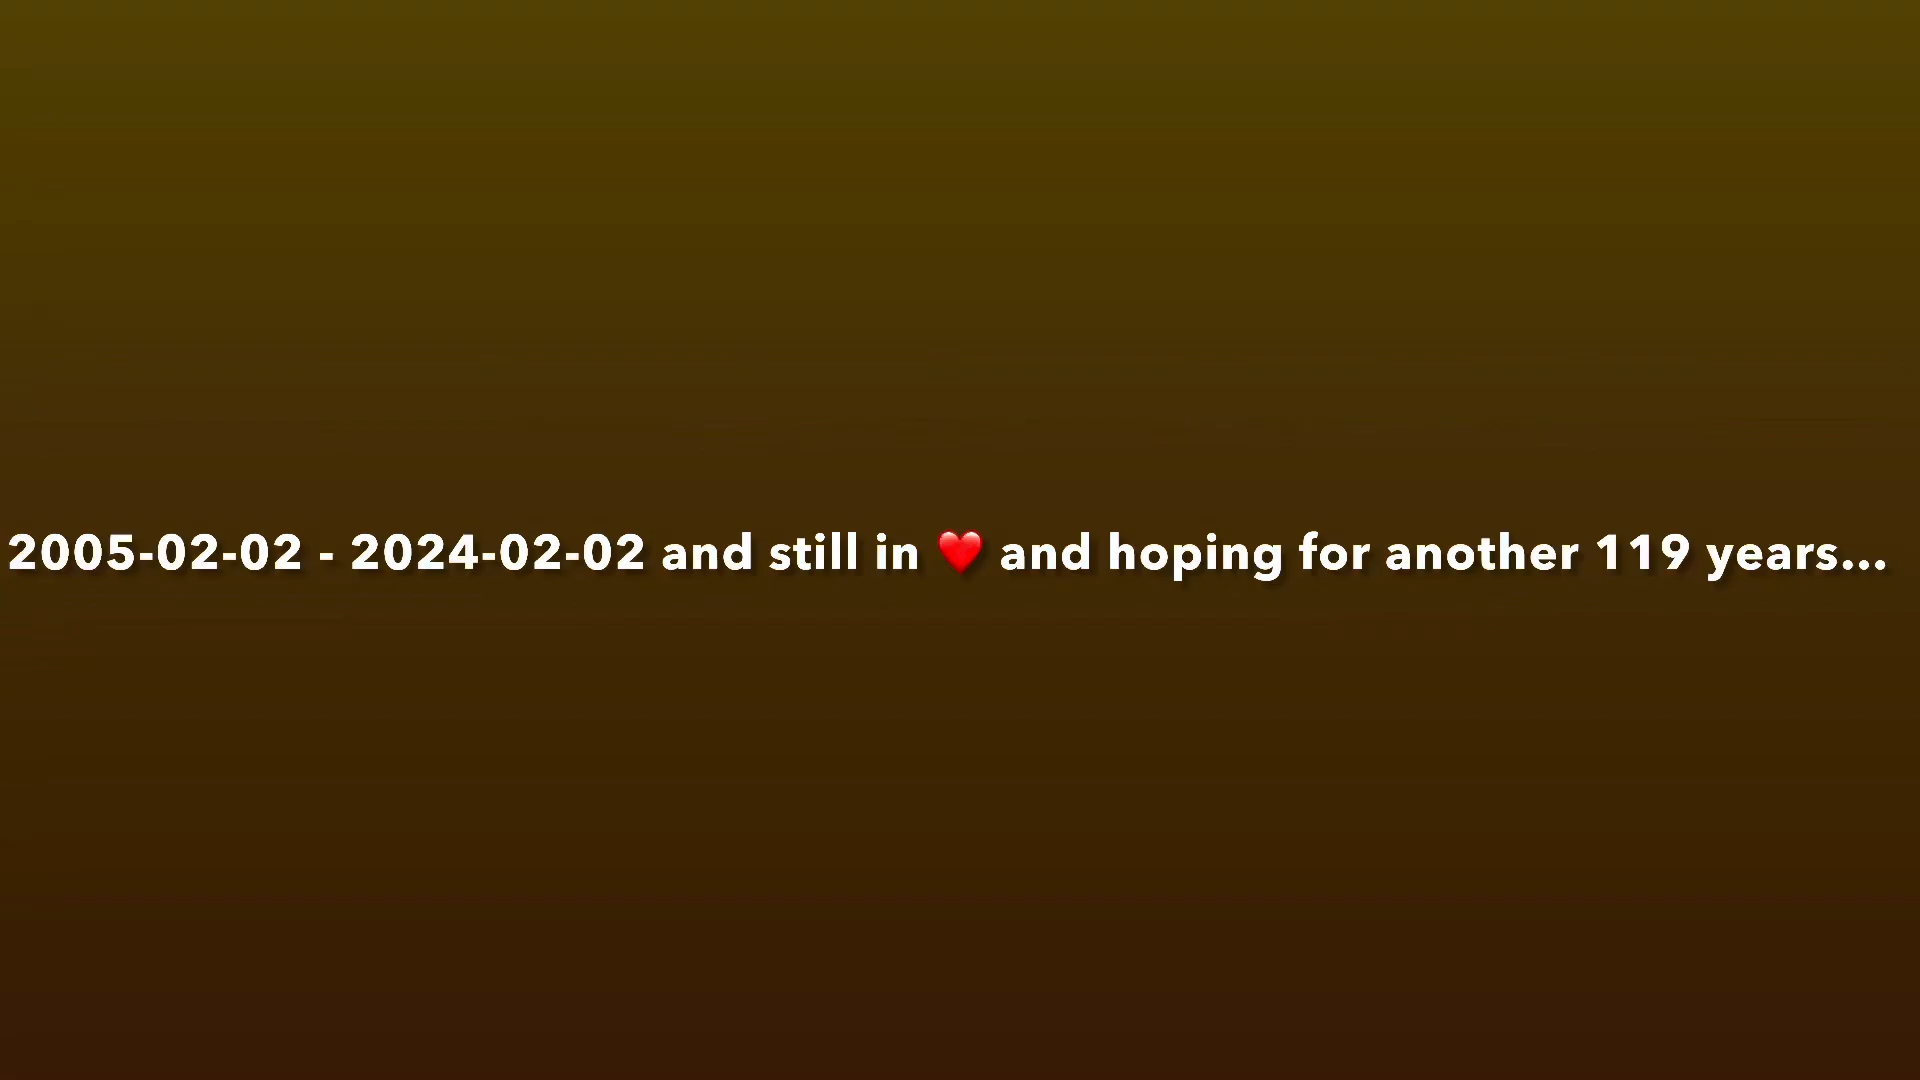 2005-02-02 - 2024-02-02 and still in ❤️ and hoping for another 119 years...